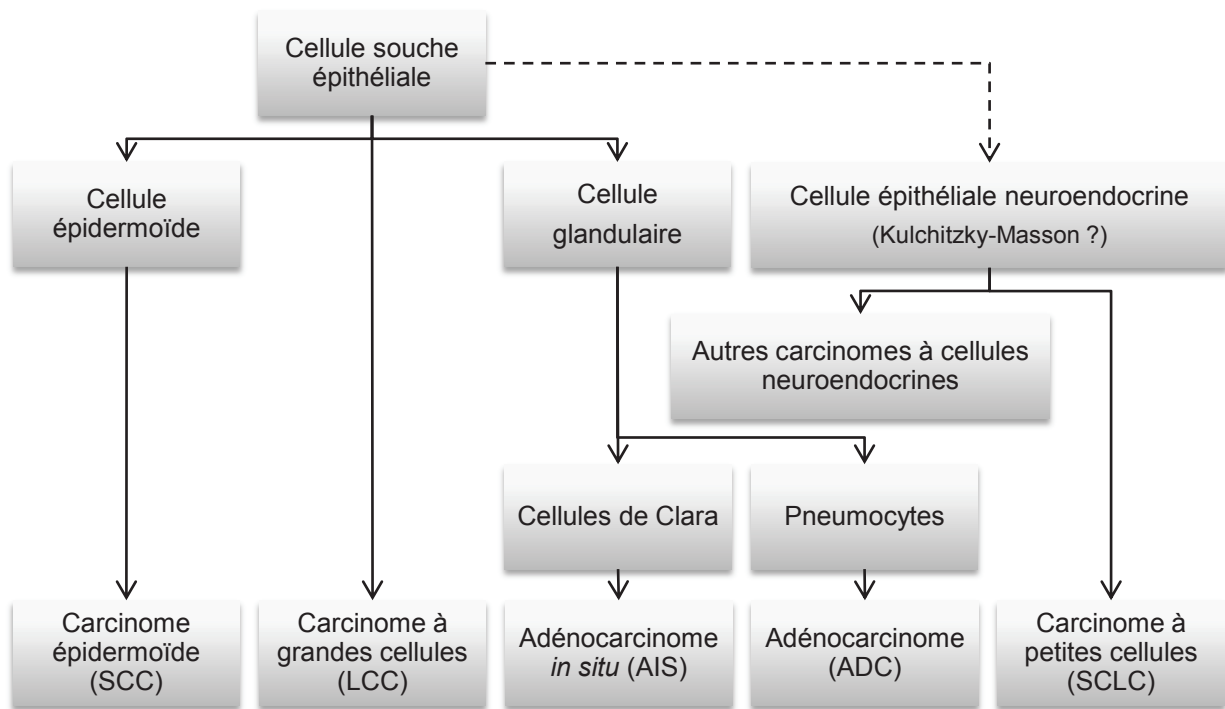 Cellule souche
épithéliale
Cellule
épidermoïde
Cellule
glandulaire
Cellule épithéliale neuroendocrine
(Kulchitzky-Masson ?)
Autres carcinomes à cellules
neuroendocrines
Cellules de Clara
Pneumocytes
Carcinome
épidermoïde
(SCC)
Carcinome à
grandes cellules
(LCC)
Adénocarcinome
in situ (AIS)
Adénocarcinome
(ADC)
Carcinome à
petites cellules
(SCLC)